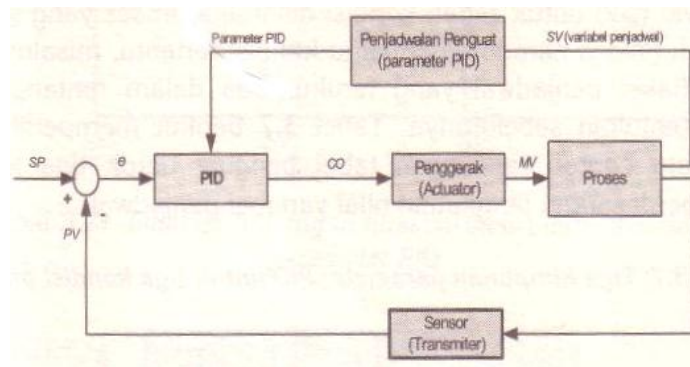 Parameter PID
Penjadwalan Penguat
(parameter PID)
SV (variabel penjadwal)
SP
+
-
e
PID
CO
Penggerak
(Actuator)
MV
Proses
PV
Sensor
(Transmiter)